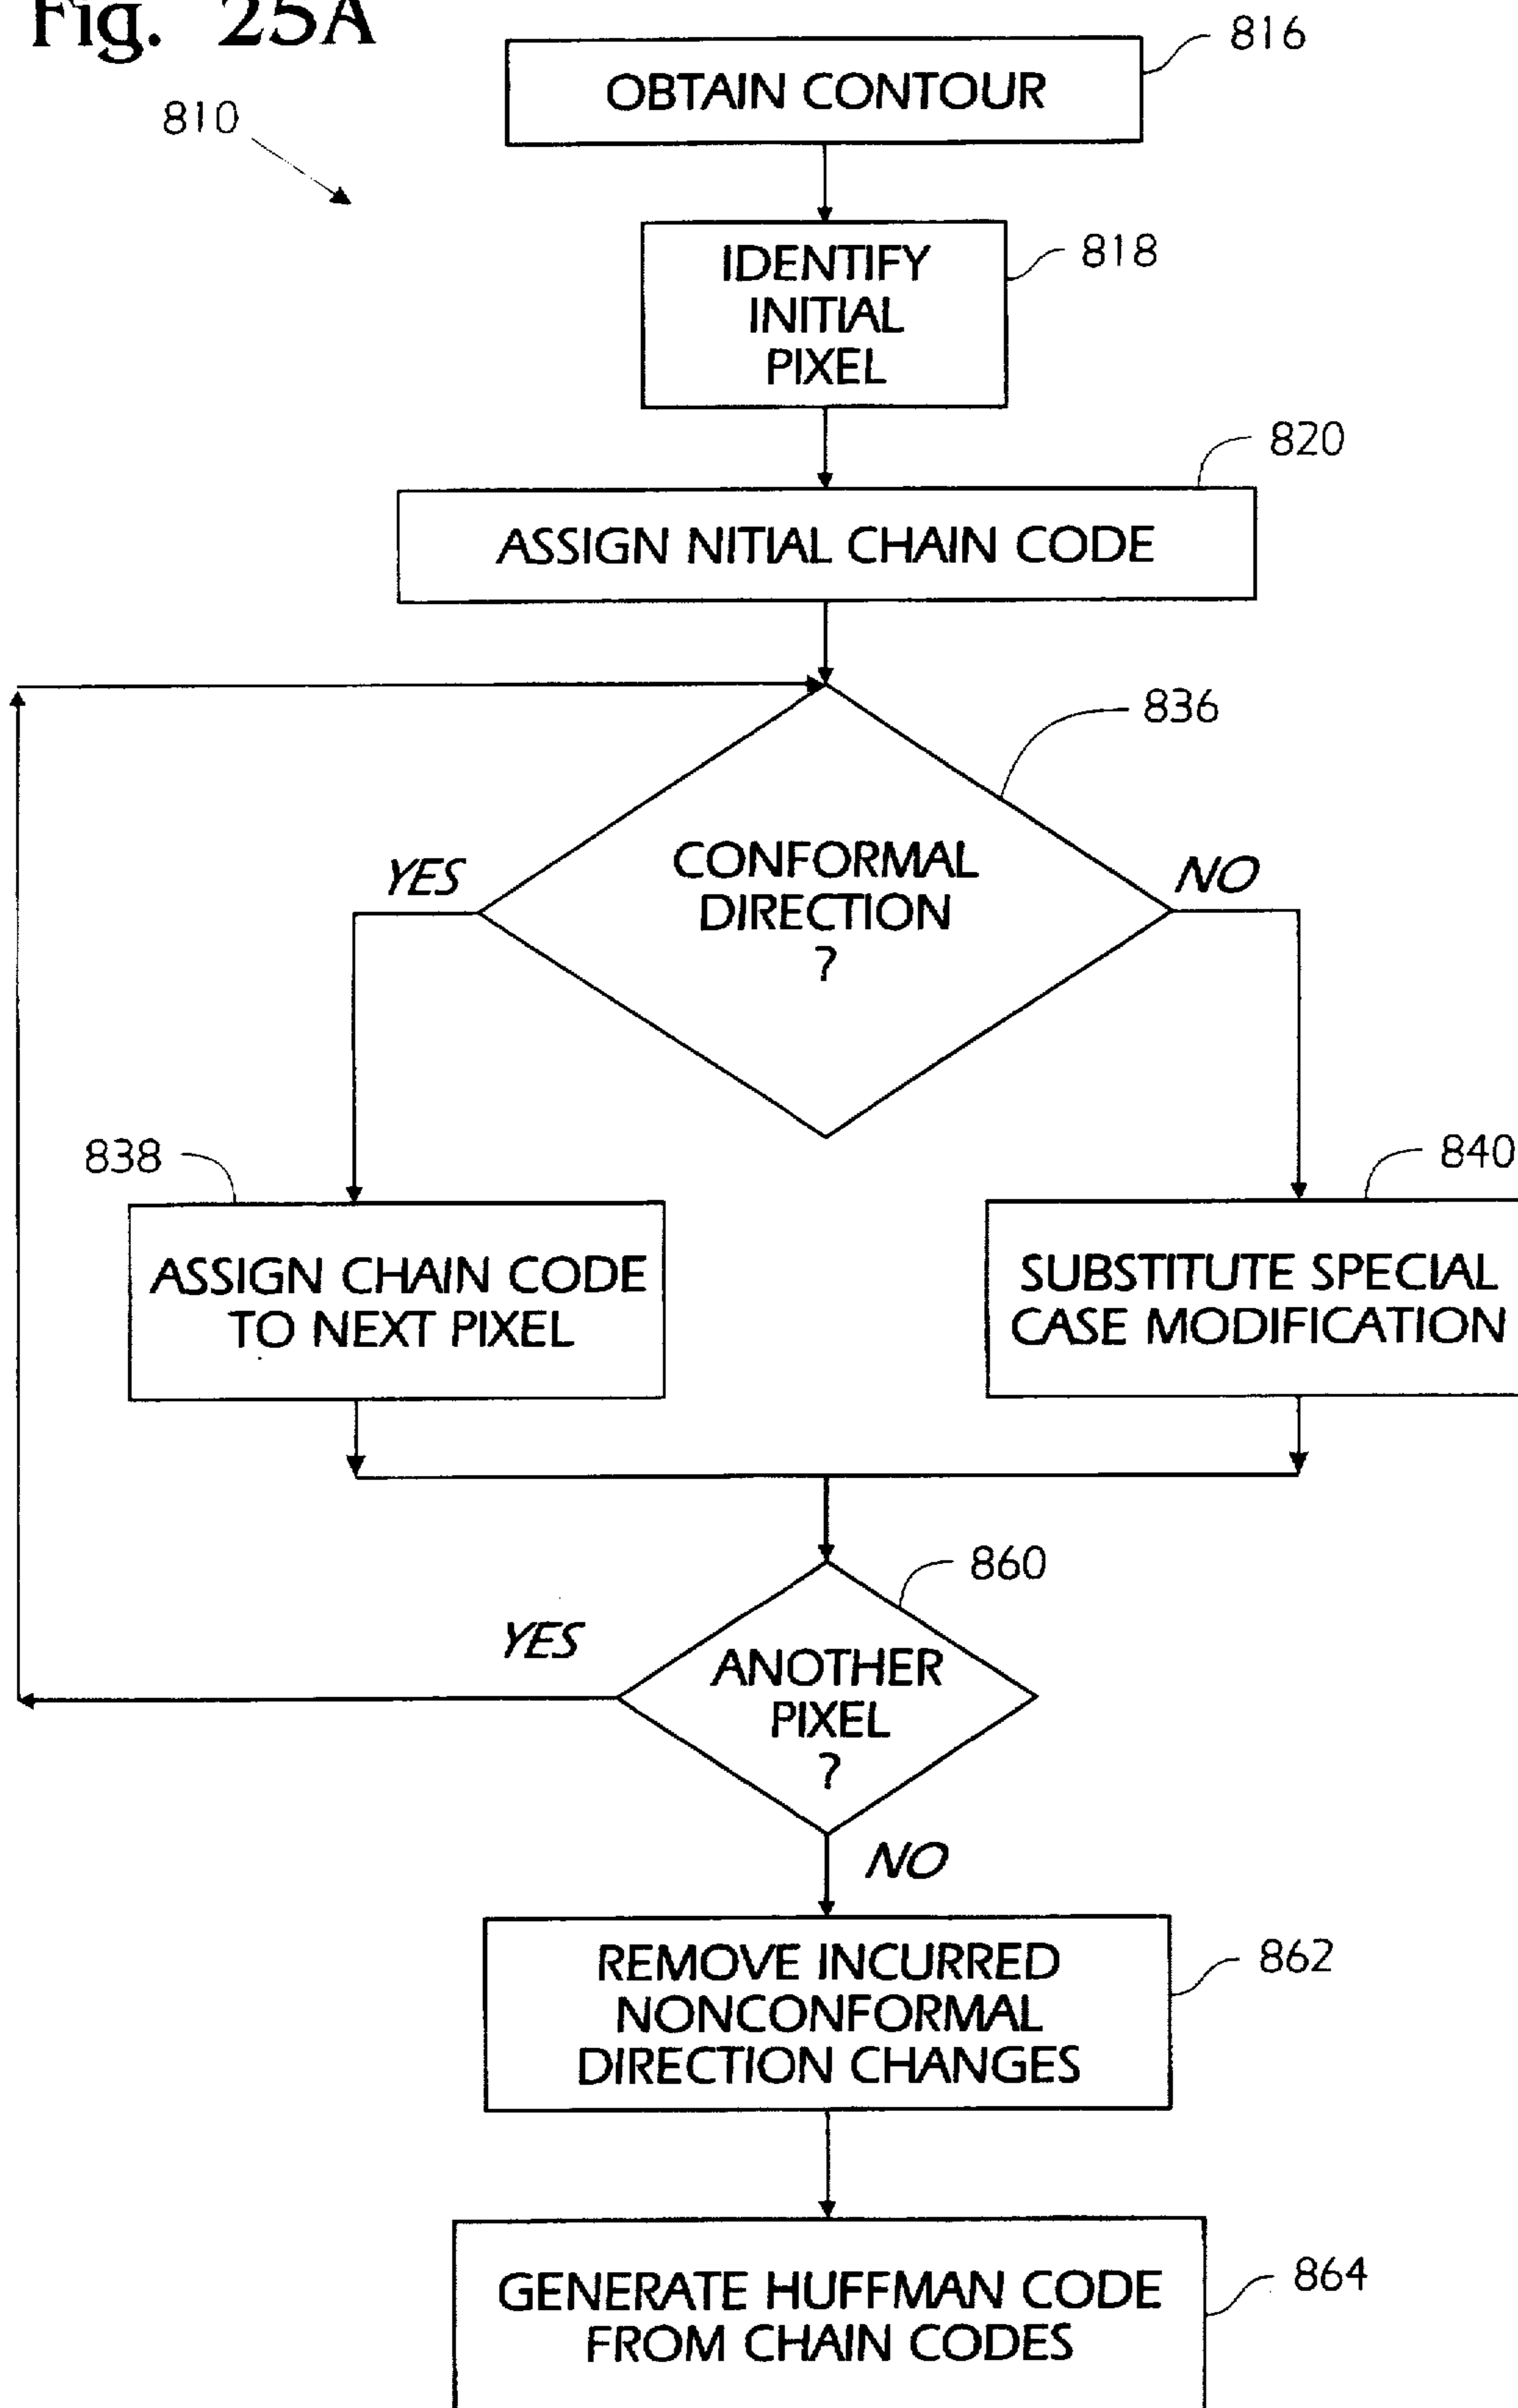 Fig. 25A
816
OBTAIN CONTOUR
810
818
IDENTIFY
INITIAL
PIXEL
820
ASSIGN NITIAL CHAIN CODE
836
CONFORMAL
DIRECTION
?
YES
NO
838
840
ASSIGN CHAIN CODE
TO NEXT PIXEL
SUBSTITUTE SPECIAL
CASE MODIFICATION
860
YES
ANOTHER
PIXEL
?
NO
862
REMOVE INCURRED
NONCONFORMAL
DIRECTION CHANGES
864
GENERATE HUFFMAN CODE
FROM CHAIN CODES